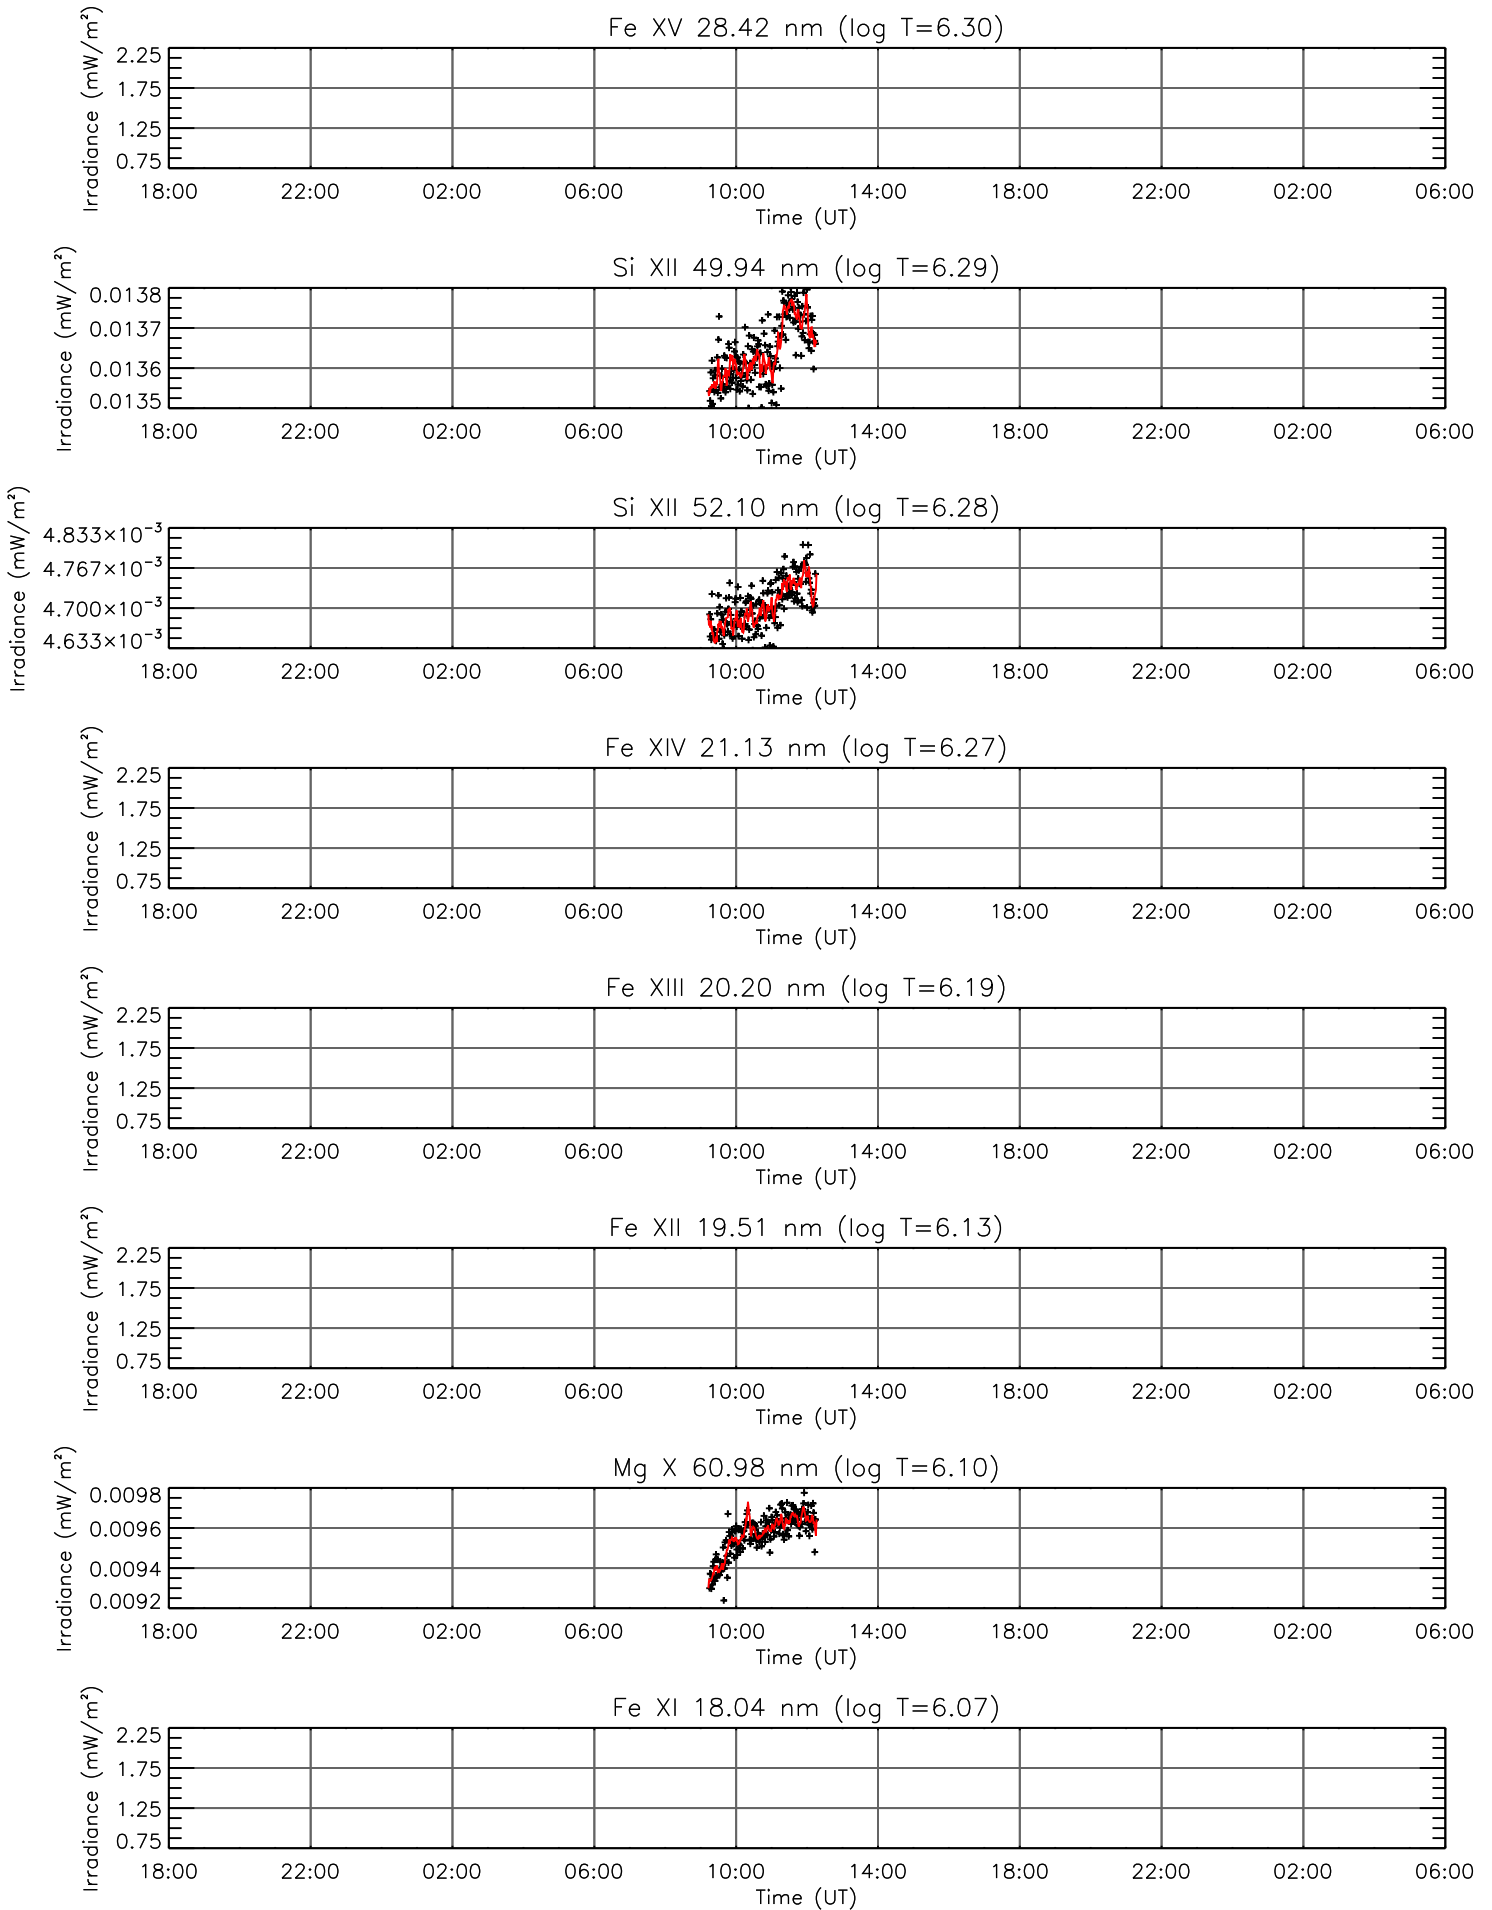 Fe XV 28.42 nm (log T=6.30)
Irradiance (mW/m²)
2.25
1.75
1.25
0.75
18:00 22:00 02:00 06:00 10:00 14:00 18:00 22:00 02:00 06:00
Time (UT)
Si XII 49.94 nm (log T=6.29)
Irradiance (mW/m²)
0.0138
0.0137
0.0136
0.0135
18:00 22:00 02:00 06:00 10:00 14:00 18:00 22:00 02:00 06:00
Time (UT)
Si XII 52.10 nm (log T=6.28)
Irradiance (mW/m²)
4.833×10⁻³
4.767×10⁻³
4.700×10⁻³
4.633×10⁻³
18:00 22:00 02:00 06:00 10:00 14:00 18:00 22:00 02:00 06:00
Time (UT)
Fe XIV 21.13 nm (log T=6.27)
Irradiance (mW/m²)
2.25
1.75
1.25
0.75
18:00 22:00 02:00 06:00 10:00 14:00 18:00 22:00 02:00 06:00
Time (UT)
Fe XIII 20.20 nm (log T=6.19)
Irradiance (mW/m²)
2.25
1.75
1.25
0.75
18:00 22:00 02:00 06:00 10:00 14:00 18:00 22:00 02:00 06:00
Time (UT)
Fe XII 19.51 nm (log T=6.13)
Irradiance (mW/m²)
2.25
1.75
1.25
0.75
18:00 22:00 02:00 06:00 10:00 14:00 18:00 22:00 02:00 06:00
Time (UT)
Mg X 60.98 nm (log T=6.10)
Irradiance (mW/m²)
0.0098
0.0096
0.0094
0.0092
18:00 22:00 02:00 06:00 10:00 14:00 18:00 22:00 02:00 06:00
Time (UT)
Fe XI 18.04 nm (log T=6.07)
Irradiance (mW/m²)
2.25
1.75
1.25
0.75
18:00 22:00 02:00 06:00 10:00 14:00 18:00 22:00 02:00 06:00
Time (UT)